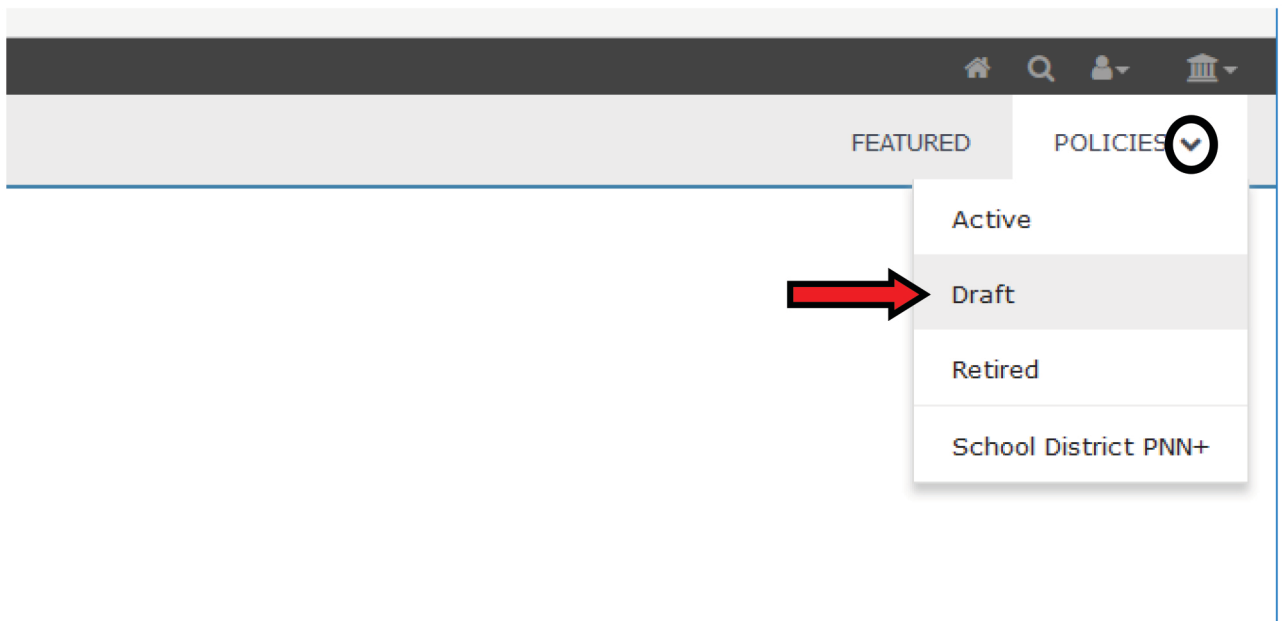 FEATURED POLICIES
Active
Draft
Retired
School District PNN+